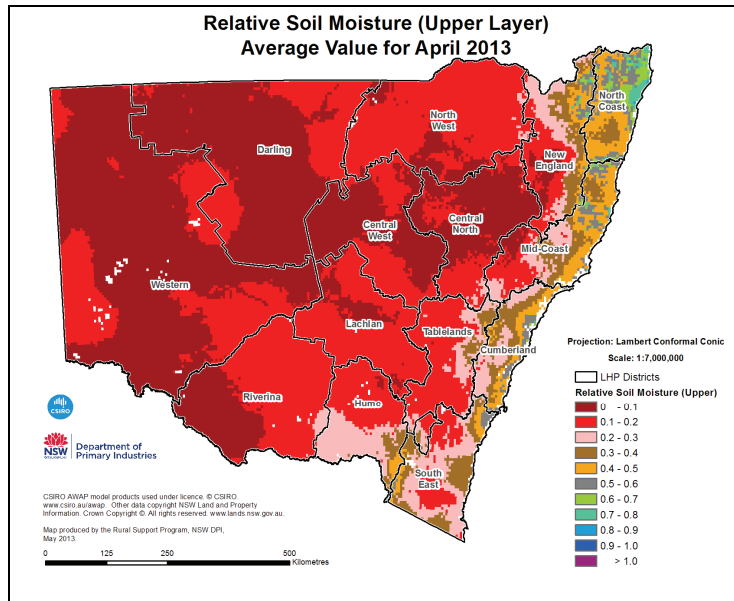 Relative Soil Moisture (Upper Layer)
Average Value for April 2013
North
Coast
North
West
Darling
New
England
Central
West
Central
North
Mid-Coast
Western
Lachlan
Tablelands
Cumberland
Riverina
Hume
South
East
Projection: Lambert Conformal Conic
Scale: 1:7,000,000
LHP Districts
Relative Soil Moisture (Upper)
0 - 0.1
0.1 - 0.2
0.2 - 0.3
0.3 - 0.4
0.4 - 0.5
0.5 - 0.6
0.6 - 0.7
0.7 - 0.8
0.8 - 0.9
0.9 - 1.0
> 1.0
CSIRO
NSW
Department of
Primary Industries
CSIRO AWAP model products used under licence. © CSIRO
www.csiro.au/awap. Other data copyright NSW Land and Property
Information. Crown Copyright ©. All rights reserved. www.lands.nsw.gov.au.
Map produced by the Rural Support Program, NSW DPI,
May 2013.
0 125 250 500
Kilometres